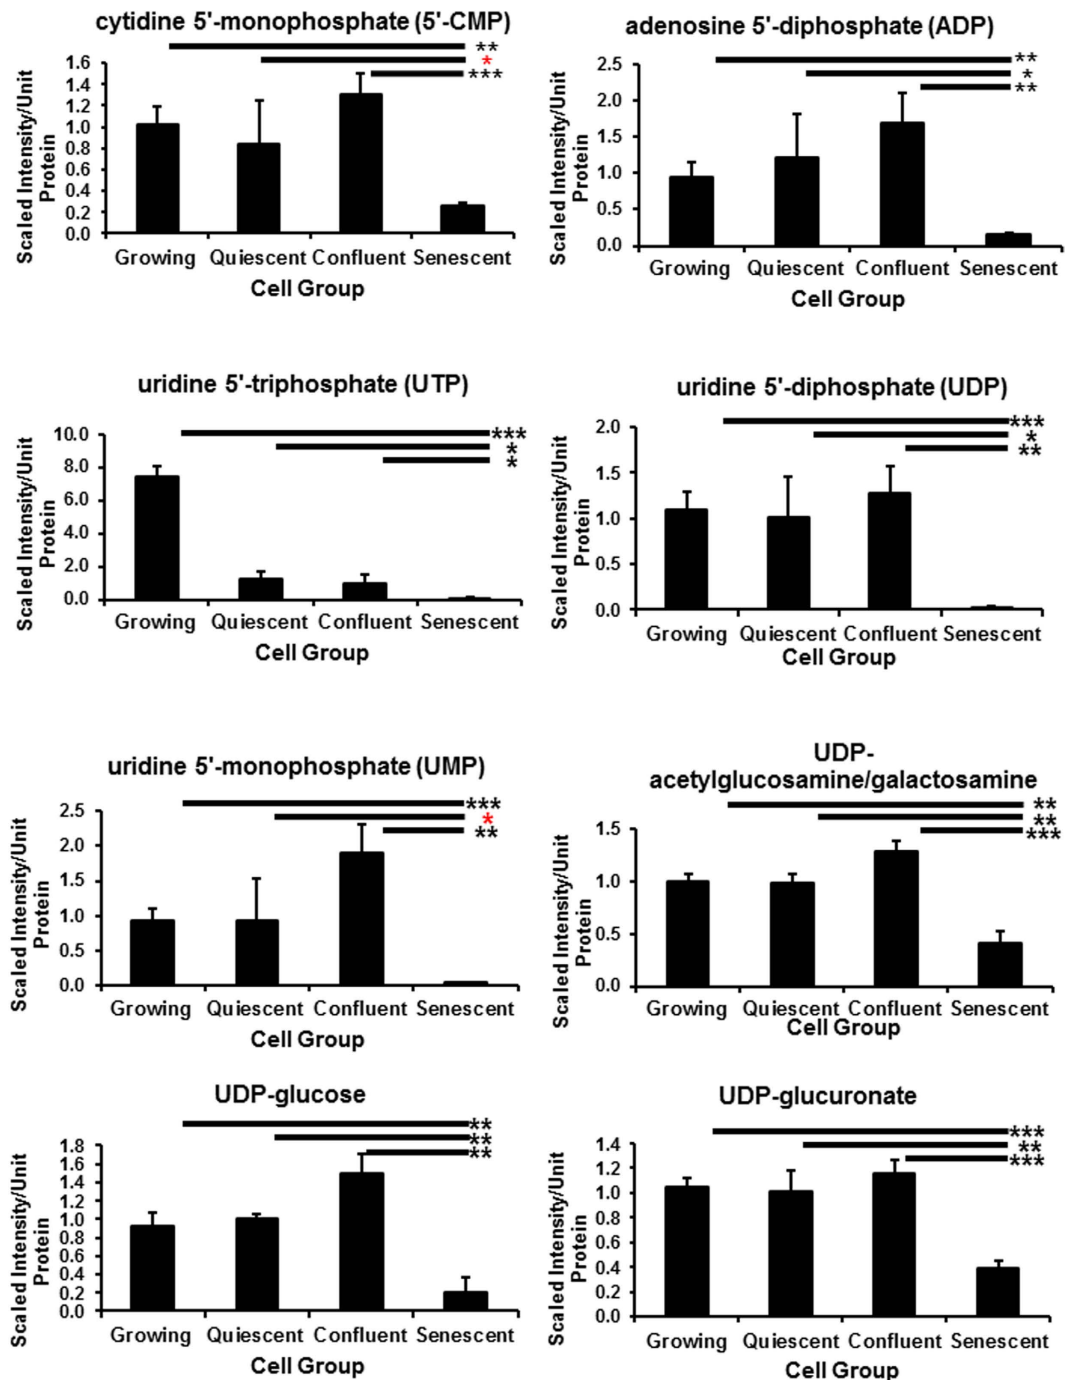 cytidine 5'-monophosphate (5'-CMP)
**
*
***
Scaled Intensity/Unit
Protein
1.6
1.4
1.2
1.0
0.8
0.6
0.4
0.2
0.0
Growing Quiescent Confluent Senescent
Cell Group
adenosine 5'-diphosphate (ADP)
**
*
**
Scaled Intensity/Unit
Protein
2.5
2.0
1.5
1.0
0.5
0.0
Growing Quiescent Confluent Senescent
Cell Group
uridine 5'-triphosphate (UTP)
***
*
*
Scaled Intensity/Unit
Protein
10.0
8.0
6.0
4.0
2.0
0.0
Growing Quiescent Confluent Senescent
Cell Group
uridine 5'-diphosphate (UDP)
***
*
**
Scaled Intensity/Unit
Protein
2.0
1.5
1.0
0.5
0.0
Growing Quiescent Confluent Senescent
Cell Group
uridine 5'-monophosphate (UMP)
***
*
**
Scaled Intensity/Unit
Protein
2.5
2.0
1.5
1.0
0.5
0.0
Growing Quiescent Confluent Senescent
Cell Group
UDP-
acetylglucosamine/galactosamine
**
**
***
Scaled Intensity/Unit
Protein
1.5
1.0
0.5
0.0
Growing Quiescent Confluent Senescent
Cell Group
UDP-glucose
**
**
**
Scaled Intensity/Unit
Protein
1.8
1.6
1.4
1.2
1.0
0.8
0.6
0.4
0.2
0.0
Growing Quiescent Confluent Senescent
Cell Group
UDP-glucuronate
***
**
***
Scaled Intensity/Unit
Protein
1.4
1.2
1.0
0.8
0.6
0.4
0.2
0.0
Growing Quiescent Confluent Senescent
Cell Group